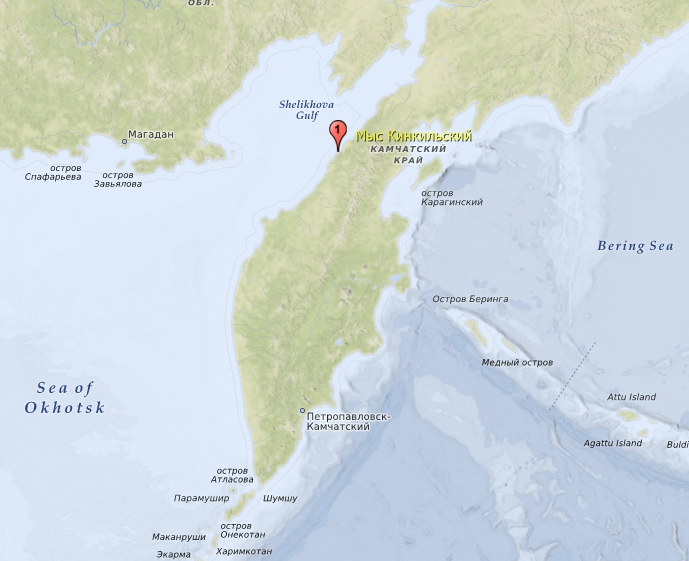 ОБЛ.
Shelikhova
Gulf
1
Мыс Кинкильский
Магадан
КАМЧАТСКИЙ
КРАЙ
остров
Спафарьева
остров
Завьялова
остров
Карагинский
Bering Sea
Остров Беринга
Медный остров
Sea of
Okhotsk
Attu Island
Петропавловск-
Камчатский
Agattu Island
Buldi
остров
Атласова
Парамушир
Шумшу
остров
Онекотан
Маканруши
Экарма
Харимкотан